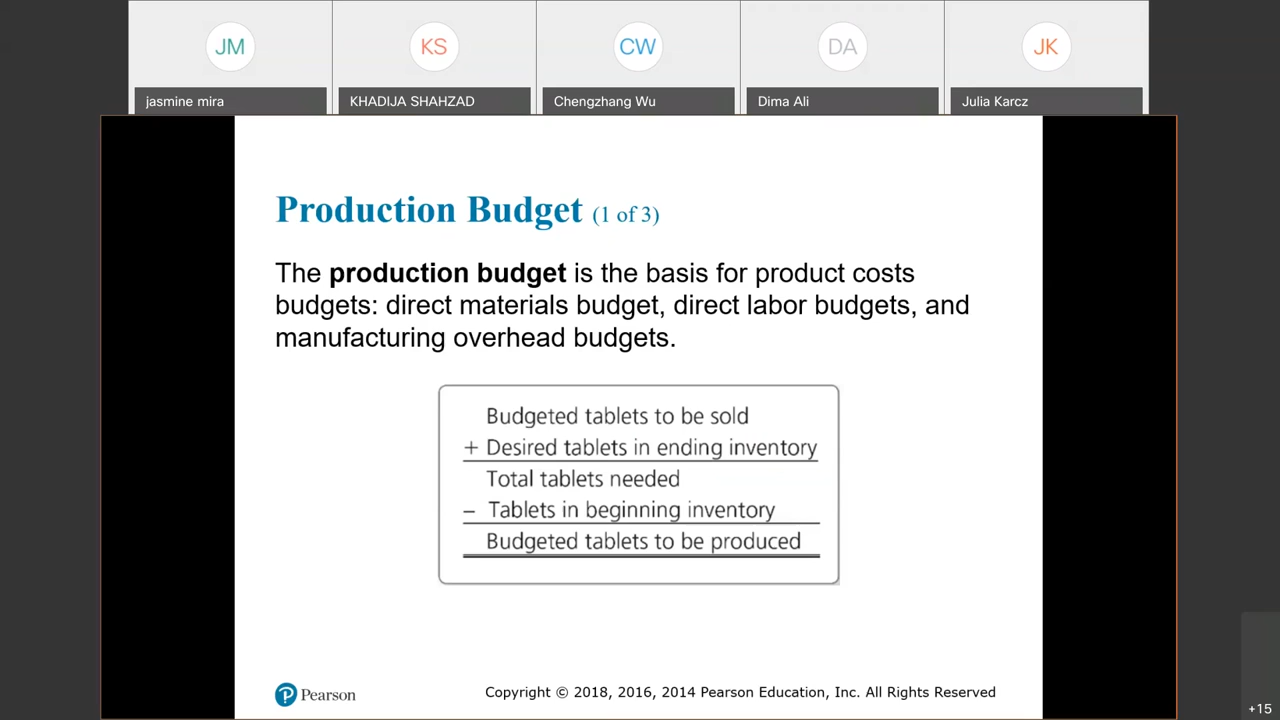 JM
KS
CW
DA
JK
jasmine mira
KHADIJA SHAHZAD
Chengzhang Wu
Dima Ali
Julia Karcz
Production Budget (1 of 3)
The production budget is the basis for product costs
budgets: direct materials budget, direct labor budgets, and
manufacturing overhead budgets.
Budgeted tablets to be sold
+ Desired tablets in ending inventory
Total tablets needed
– Tablets in beginning inventory
Budgeted tablets to be produced
P Pearson
Copyright © 2018, 2016, 2014 Pearson Education, Inc. All Rights Reserved
+15